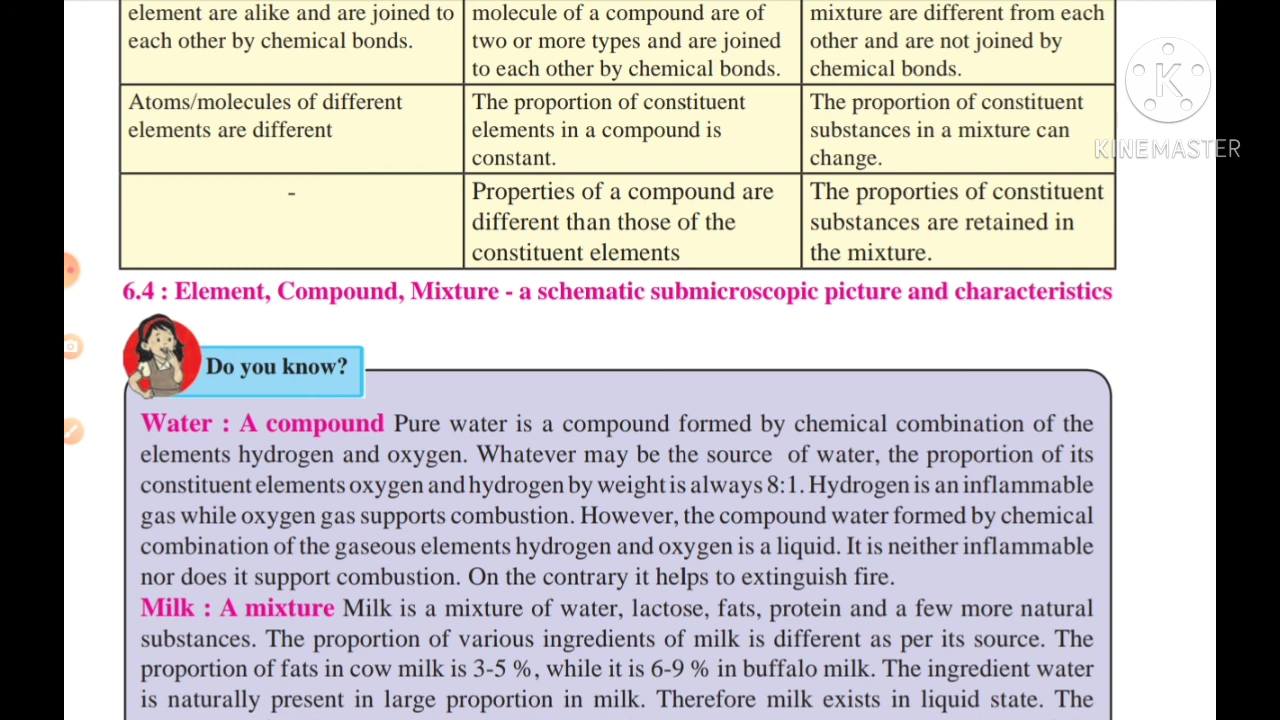 element are alike and are joined to
each other by chemical bonds.
molecule of a compound are of
two or more types and are joined
to each other by chemical bonds.
mixture are different from each
other and are not joined by
chemical bonds.
Atoms/molecules of different
elements are different
The proportion of constituent
elements in a compound is
constant.
The proportion of constituent
substances in a mixture can
change.
-
Properties of a compound are
different than those of the
constituent elements
The proporties of constituent
substances are retained in
the mixture.
K
KINEMASTER
6.4 : Element, Compound, Mixture - a schematic submicroscopic picture and characteristics
Do you know?
Water : A compound Pure water is a compound formed by chemical combination of the
elements hydrogen and oxygen. Whatever may be the source of water, the proportion of its
constituent elements oxygen and hydrogen by weight is always 8:1. Hydrogen is an inflammable
gas while oxygen gas supports combustion. However, the compound water formed by chemical
combination of the gaseous elements hydrogen and oxygen is a liquid. It is neither inflammable
nor does it support combustion. On the contrary it helps to extinguish fire.
Milk : A mixture Milk is a mixture of water, lactose, fats, protein and a few more natural
substances. The proportion of various ingredients of milk is different as per its source. The
proportion of fats in cow milk is 3-5 %, while it is 6-9 % in buffalo milk. The ingredient water
is naturally present in large proportion in milk. Therefore milk exists in liquid state. The